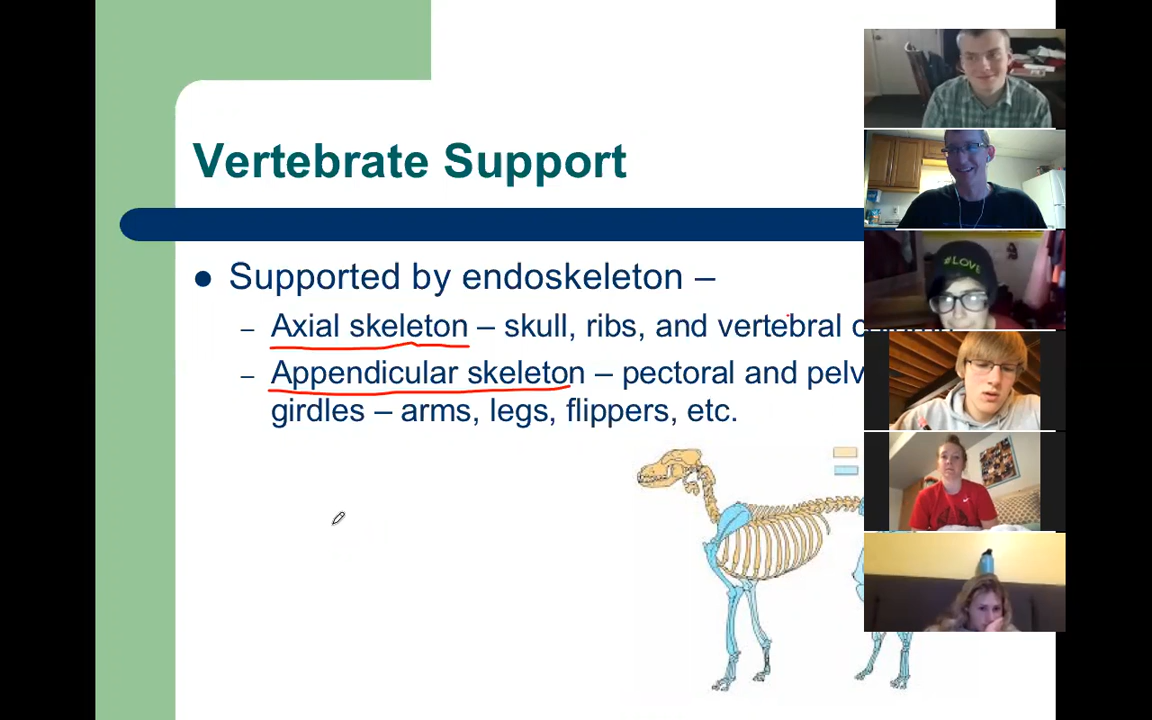 Vertebrate Support
Supported by endoskeleton –
– Axial skeleton – skull, ribs, and vertebral
– Appendicular skeleton – pectoral and
girdles – arms, legs, flippers, etc.
#LOVE